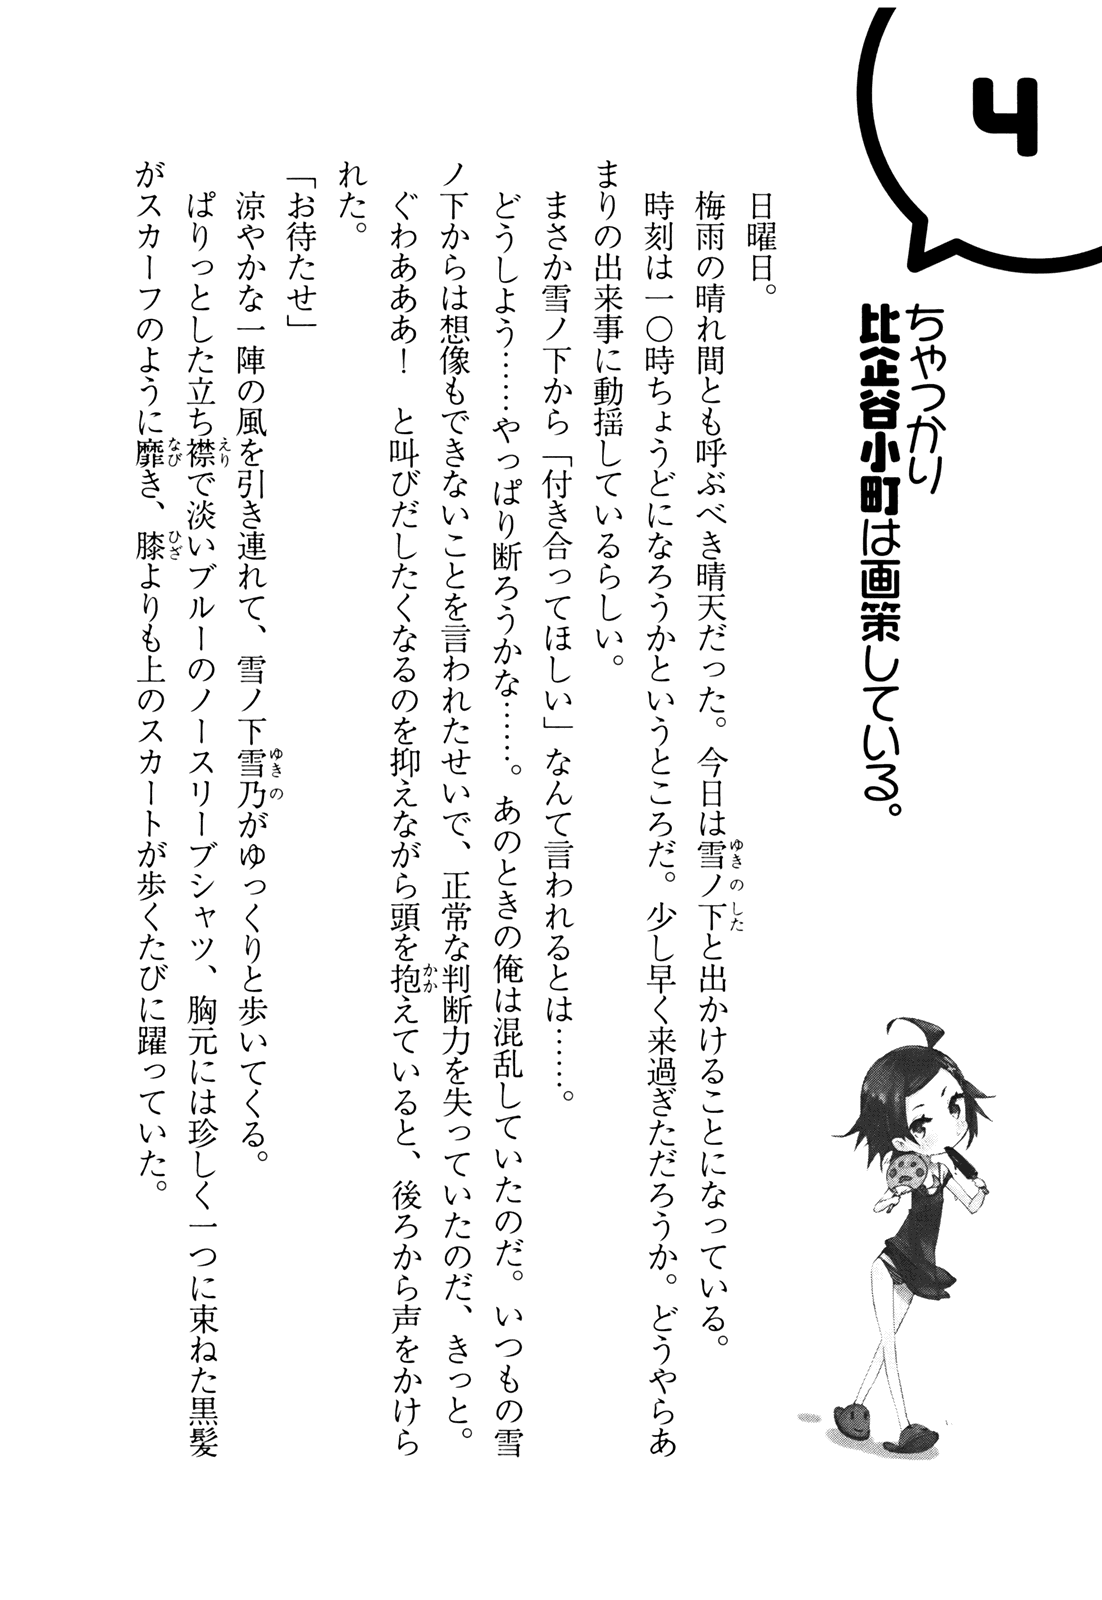 4
ちゃっかり
比企谷小町は画策している。
日曜日。
梅雨の晴れ間とも呼ぶべき晴天だった。今日は雪ノ下と出かけることになっている。
時刻は一〇時ちょうどになろうかというところだ。少し早く来過ぎただろうか。どうやらあ
まりの出来事に動揺しているらしい。
まさか雪ノ下から「付き合ってほしい」なんて言われるとは……。
どうしよう……やっぱり断ろうかな……。あのときの俺は混乱していたのだ。いつもの雪
ノ下からは想像もできないことを言われたせいで、正常な判断力を失っていたのだ、きっと。
ぐわあああ！　と叫びだしたくなるのを抑えながら頭を抱えていると、後ろから声をかけら
れた。
「お待たせ」
涼やかな一陣の風を引き連れて、雪ノ下雪乃がゆっくりと歩いてくる。
ぱりっとした立ち襟で淡いブルーのノースリーブシャツ、胸元には珍しく一つに束ねた黒髪
がスカーフのように靡き、膝よりも上のスカートが歩くたびに躍っていた。